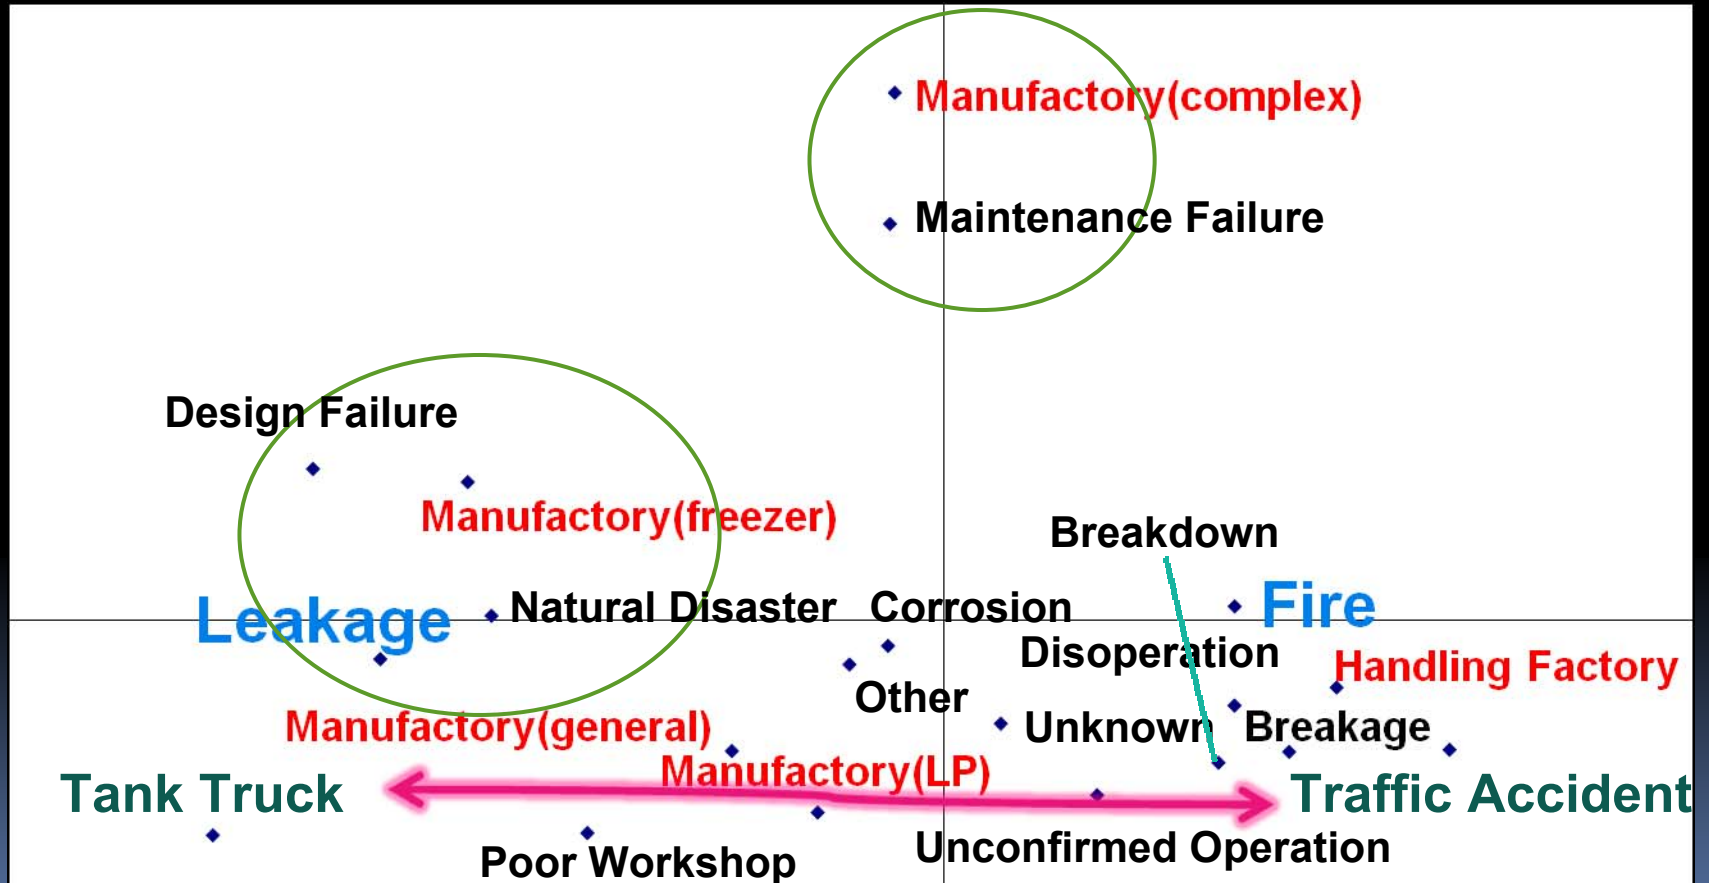 Manufactory(complex)
Maintenance Failure
Design Failure
Manufactory(freezer)
Breakdown
Leakage
Natural Disaster
Corrosion
Fire
Disoperation
Handling Factory
Other
Manufactory(general)
Unknown
Breakage
Manufactory(LP)
Tank Truck
Traffic Accident
Poor Workshop
Unconfirmed Operation